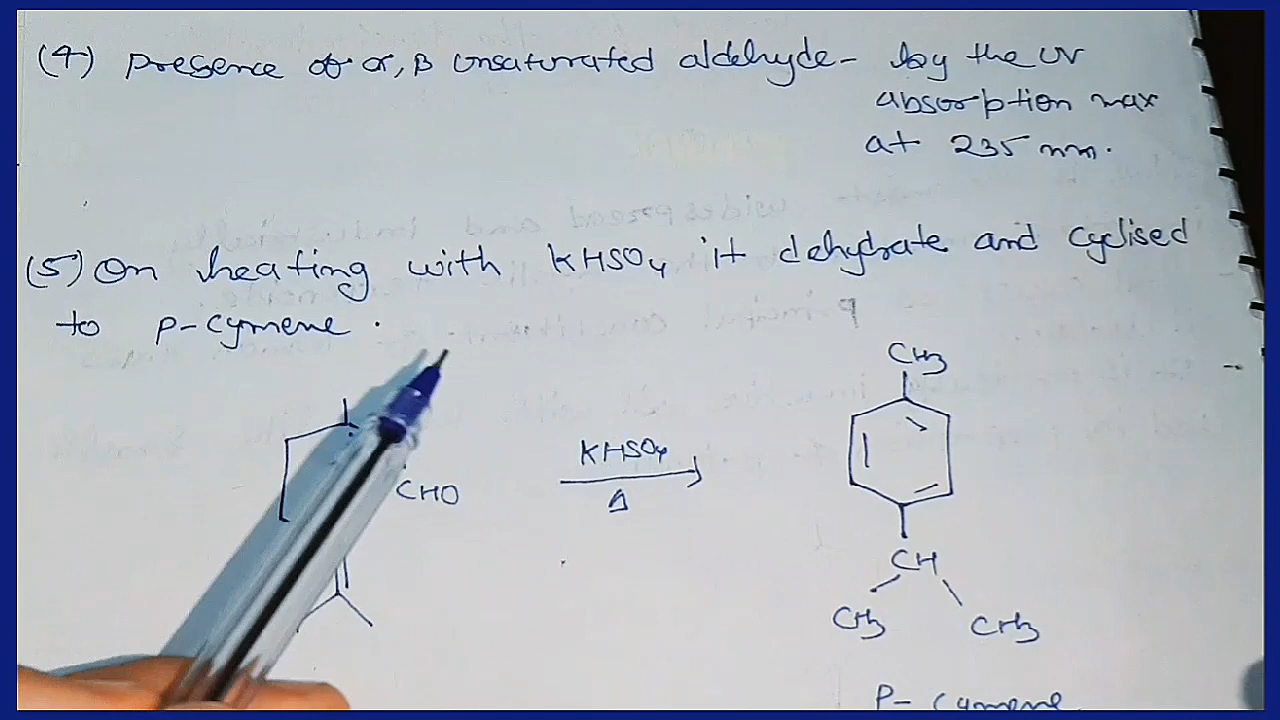 (4) Presence of α, β unsaturated aldehyde - by the UV
absorption max
at 235 nm.
(5) On heating with KHSO4 it dehydrate and cyclised
to p-cymene.
CH3
KHSO4
CHO
Δ
CH
CH3 CH3
P- Cymene